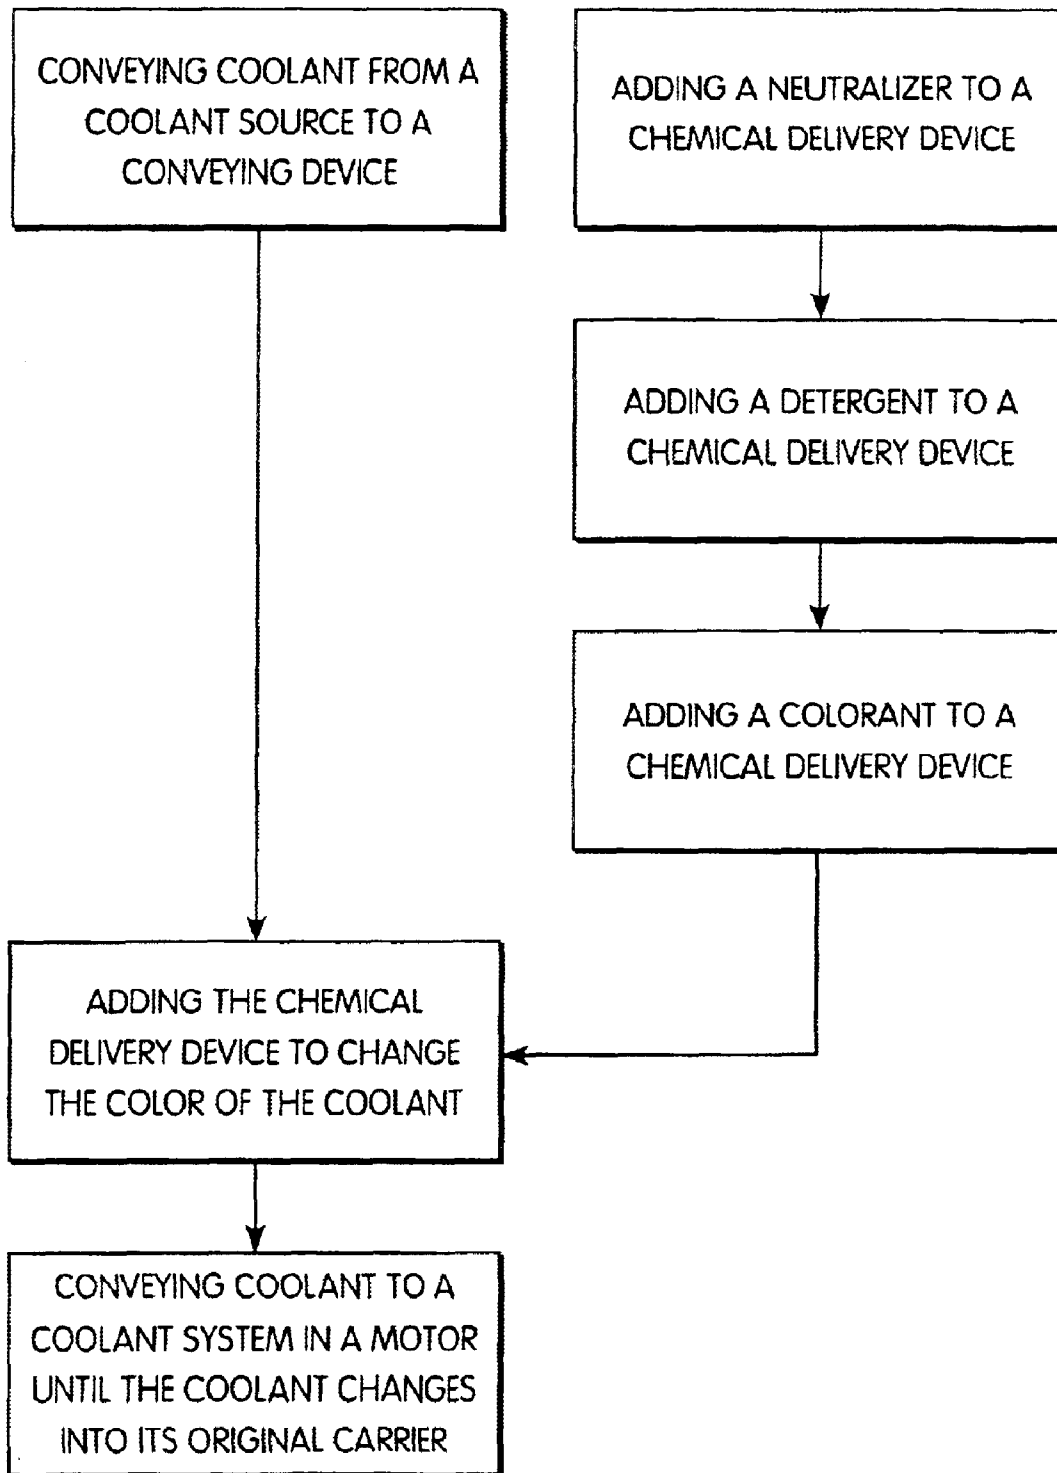 CONVEYING COOLANT FROM A
COOLANT SOURCE TO A
CONVEYING DEVICE
ADDING A NEUTRALIZER TO A
CHEMICAL DELIVERY DEVICE
ADDING A DETERGENT TO A
CHEMICAL DELIVERY DEVICE
ADDING A COLORANT TO A
CHEMICAL DELIVERY DEVICE
ADDING THE CHEMICAL
DELIVERY DEVICE TO CHANGE
THE COLOR OF THE COOLANT
CONVEYING COOLANT TO A
COOLANT SYSTEM IN A MOTOR
UNTIL THE COOLANT CHANGES
INTO ITS ORIGINAL CARRIER